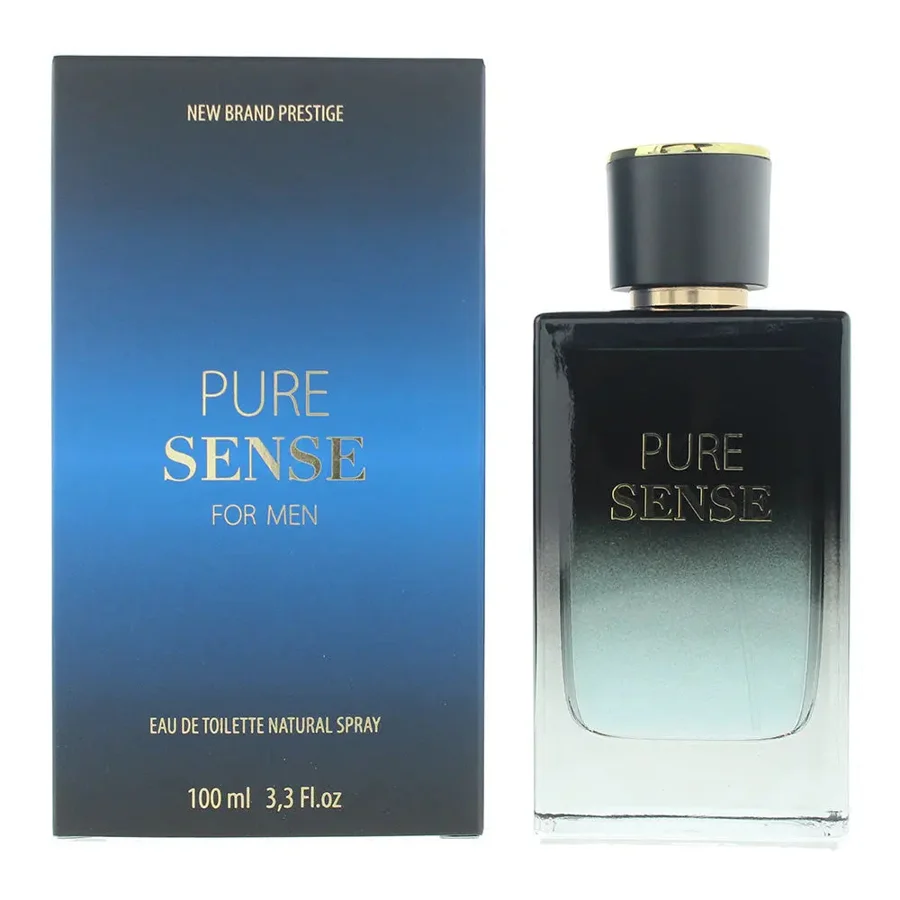 NEW BRAND PRESTIGE
PURE
SENSE
FOR MEN
EAU DE TOILETTE NATURAL SPRAY
100 ml 3,3 Fl.oz
PURE
SENSE